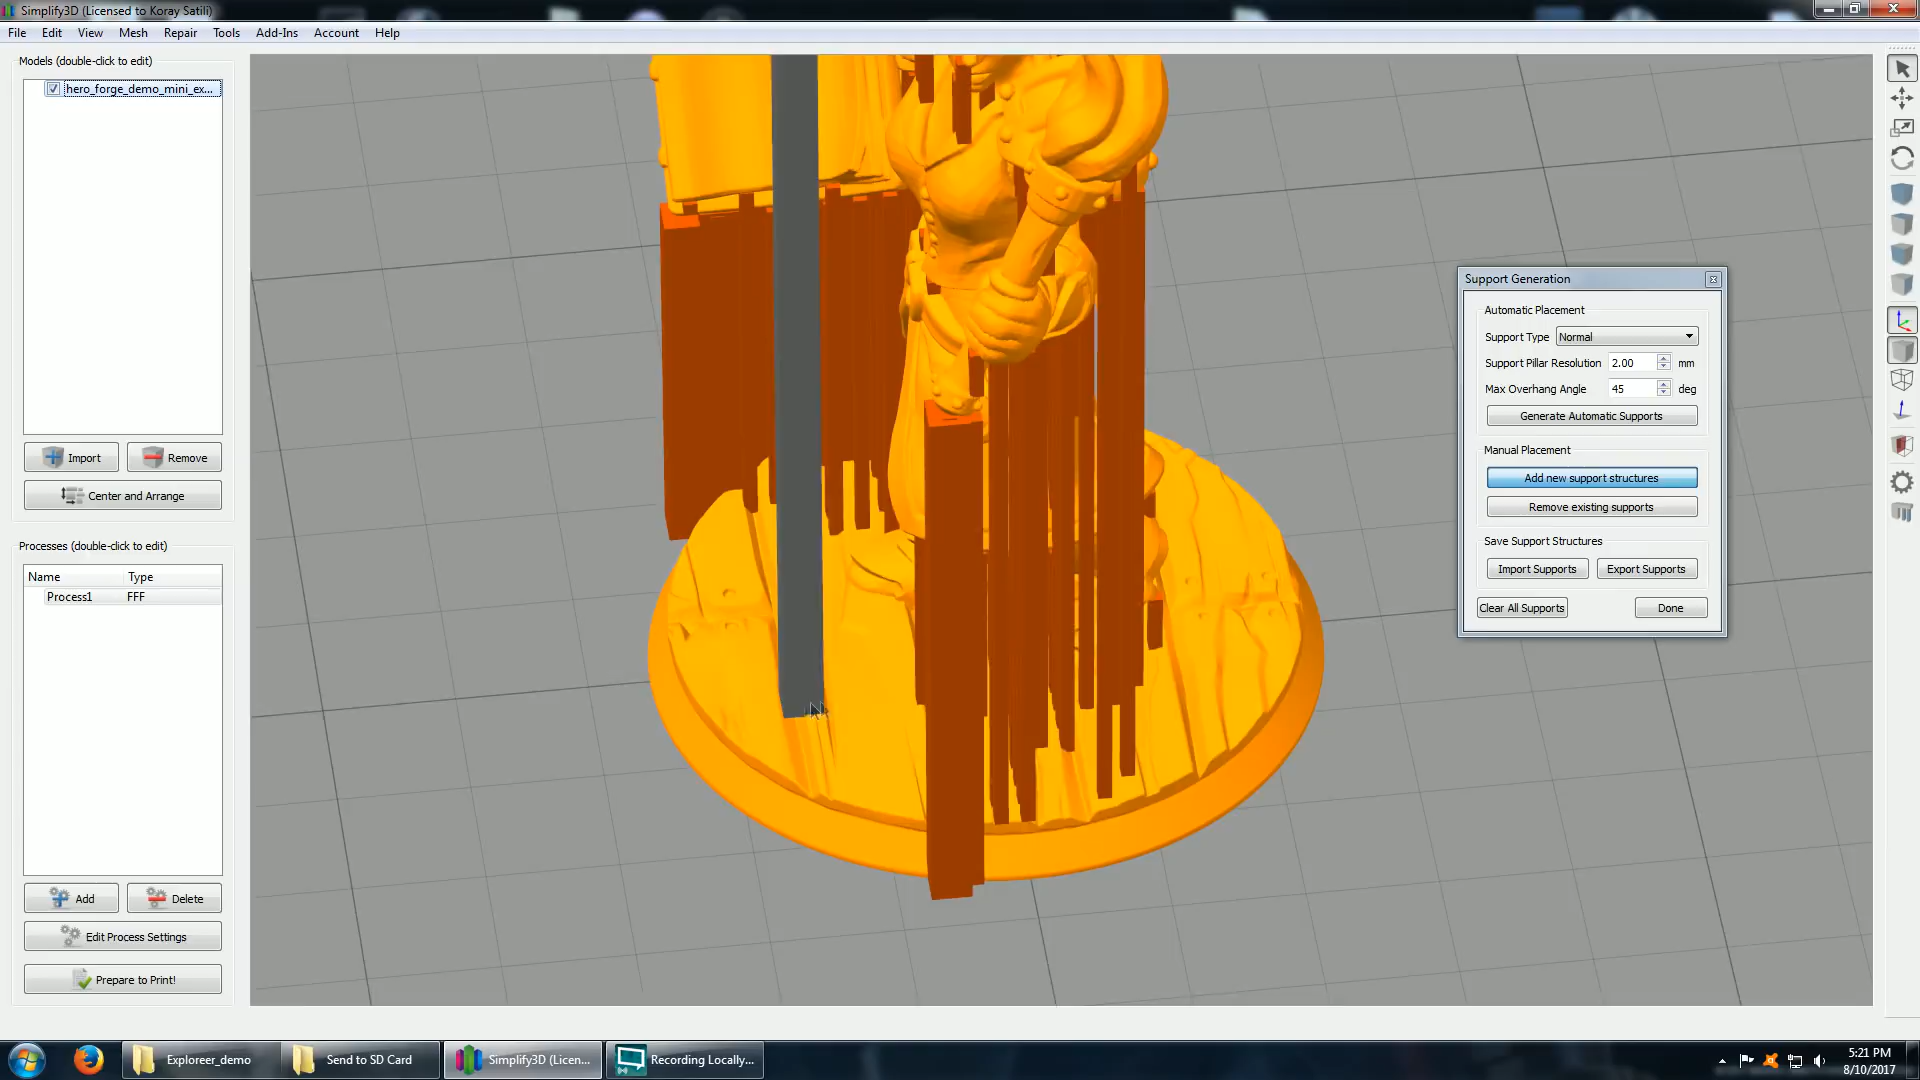 Simplify3D (Licensed to Koray Satili)
File Edit View Mesh Repair Tools Add-Ins Account Help
Models (double-click to edit)
hero_forge_demo_mini_ex...
Import Remove
Center and Arrange
Processes (double-click to edit)
Name Type
Process1 FFF
Add Delete
Edit Process Settings
Prepare to Print!
Support Generation
Automatic Placement
Support Type Normal
Support Pillar Resolution 2.00 mm
Max Overhang Angle 45 deg
Generate Automatic Supports
Manual Placement
Add new support structures
Remove existing supports
Save Support Structures
Import Supports Export Supports
Clear All Supports Done
Exploreer_demo Send to SD Card Simplify3D (Licen... Recording Locally...
5:21 PM
8/10/2017